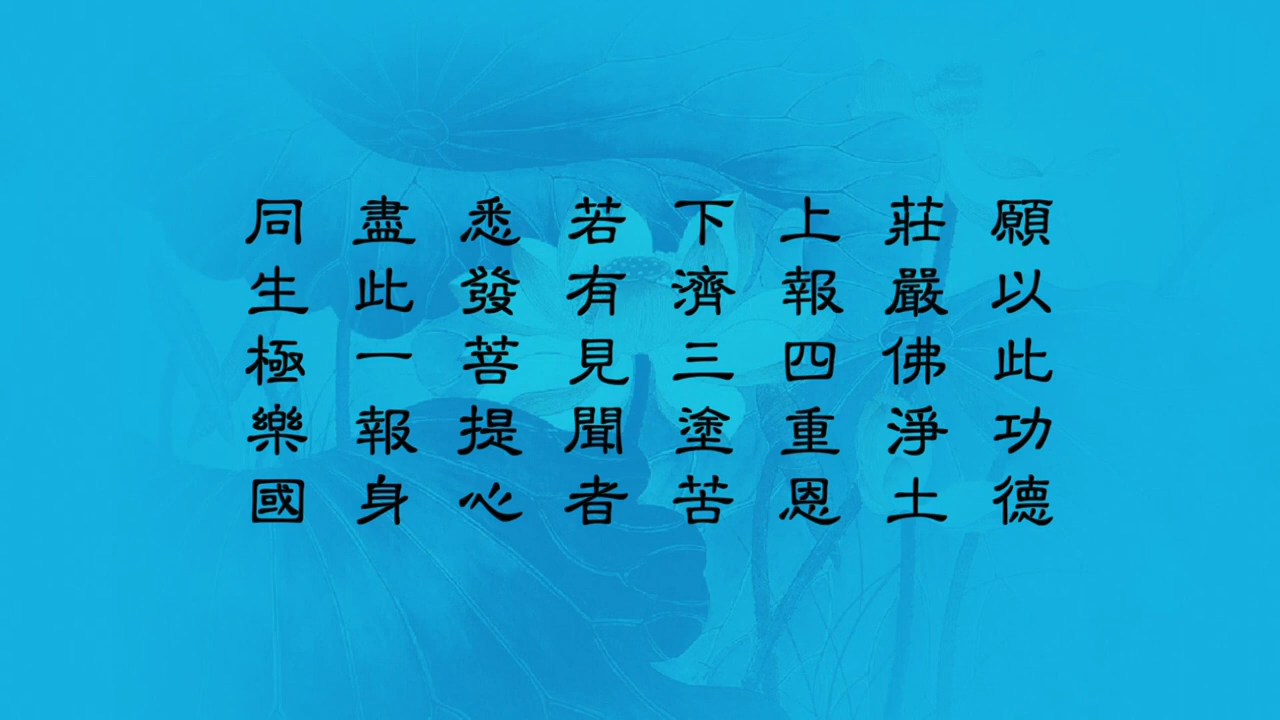 願以此功德
莊嚴佛淨土
上報四重恩
下濟三塗苦
若有見聞者
悉發菩提心
盡此一報身
同生極樂國